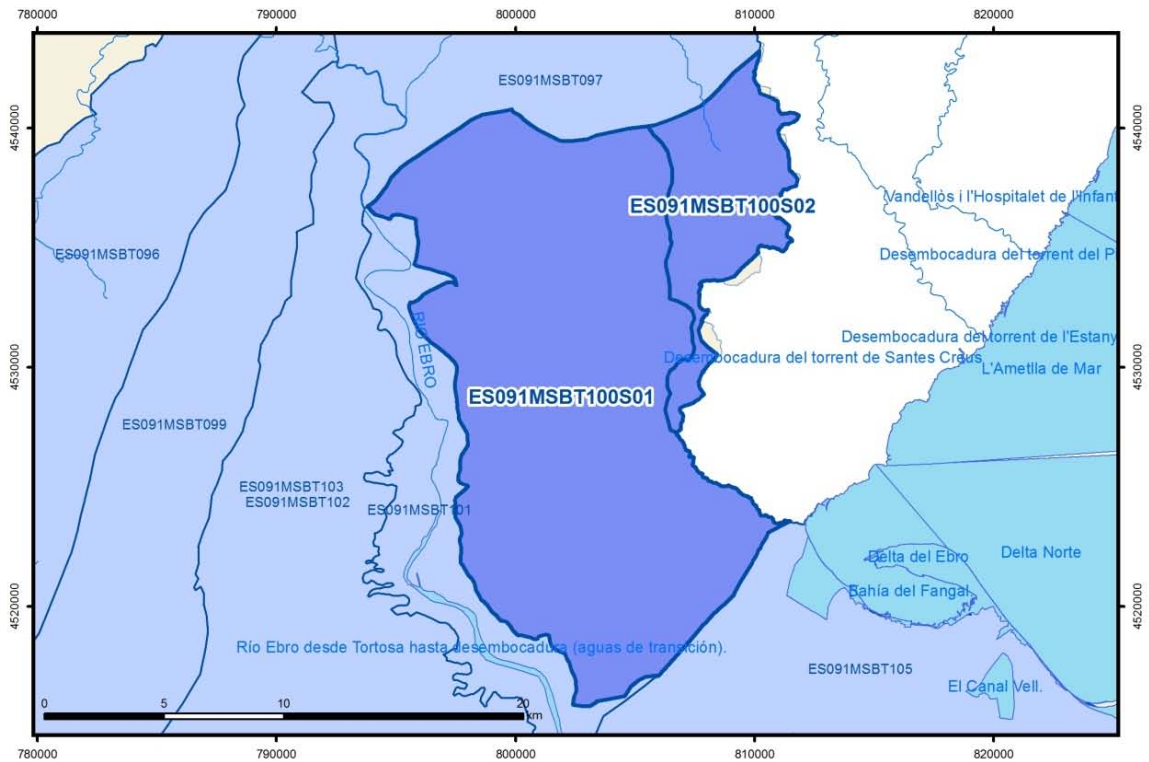 780000
790000
800000
810000
820000
ES091MSBT097
4540000
4540000
Vandellòs i l'Hospitalet de l'Infant
ES091MSBT100S02
ES091MSBT096
Desembocadura del torrent del P
RÍO EBRO
Desembocadura del torrent de l'Estany
Desembocadura del torrent de Santes Creus
4530000
4530000
L'Ametlla de Mar
ES091MSBT100S01
ES091MSBT099
ES091MSBT103
ES091MSBT102
ES091MSBT101
Delta del Ebro
Delta Norte
Bahía del Fangal
4520000
4520000
Río Ebro desde Tortosa hasta desembocadura (aguas de transición).
ES091MSBT105
El Canal Vell.
0
5
10
20
km
780000
790000
800000
810000
820000